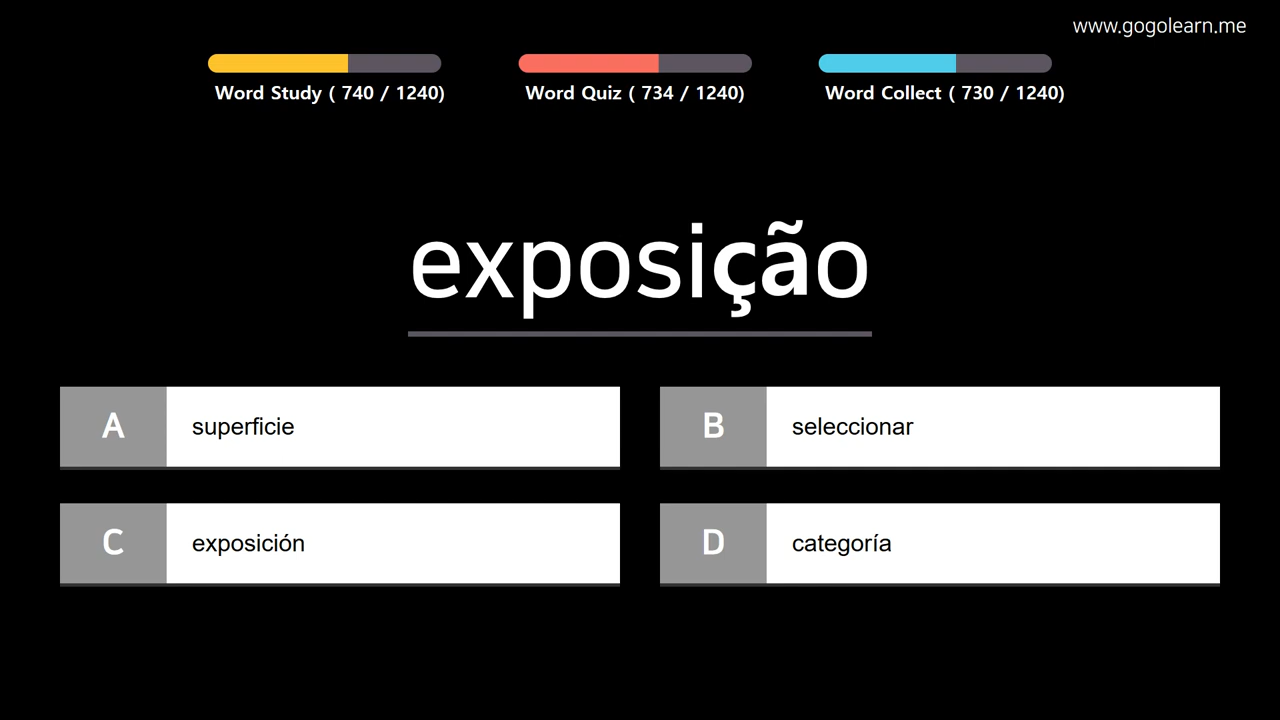 www.gogolearn.me
Word Study ( 740 / 1240)
Word Quiz ( 734 / 1240)
Word Collect ( 730 / 1240)
exposição
A superficie
B seleccionar
C exposición
D categoría